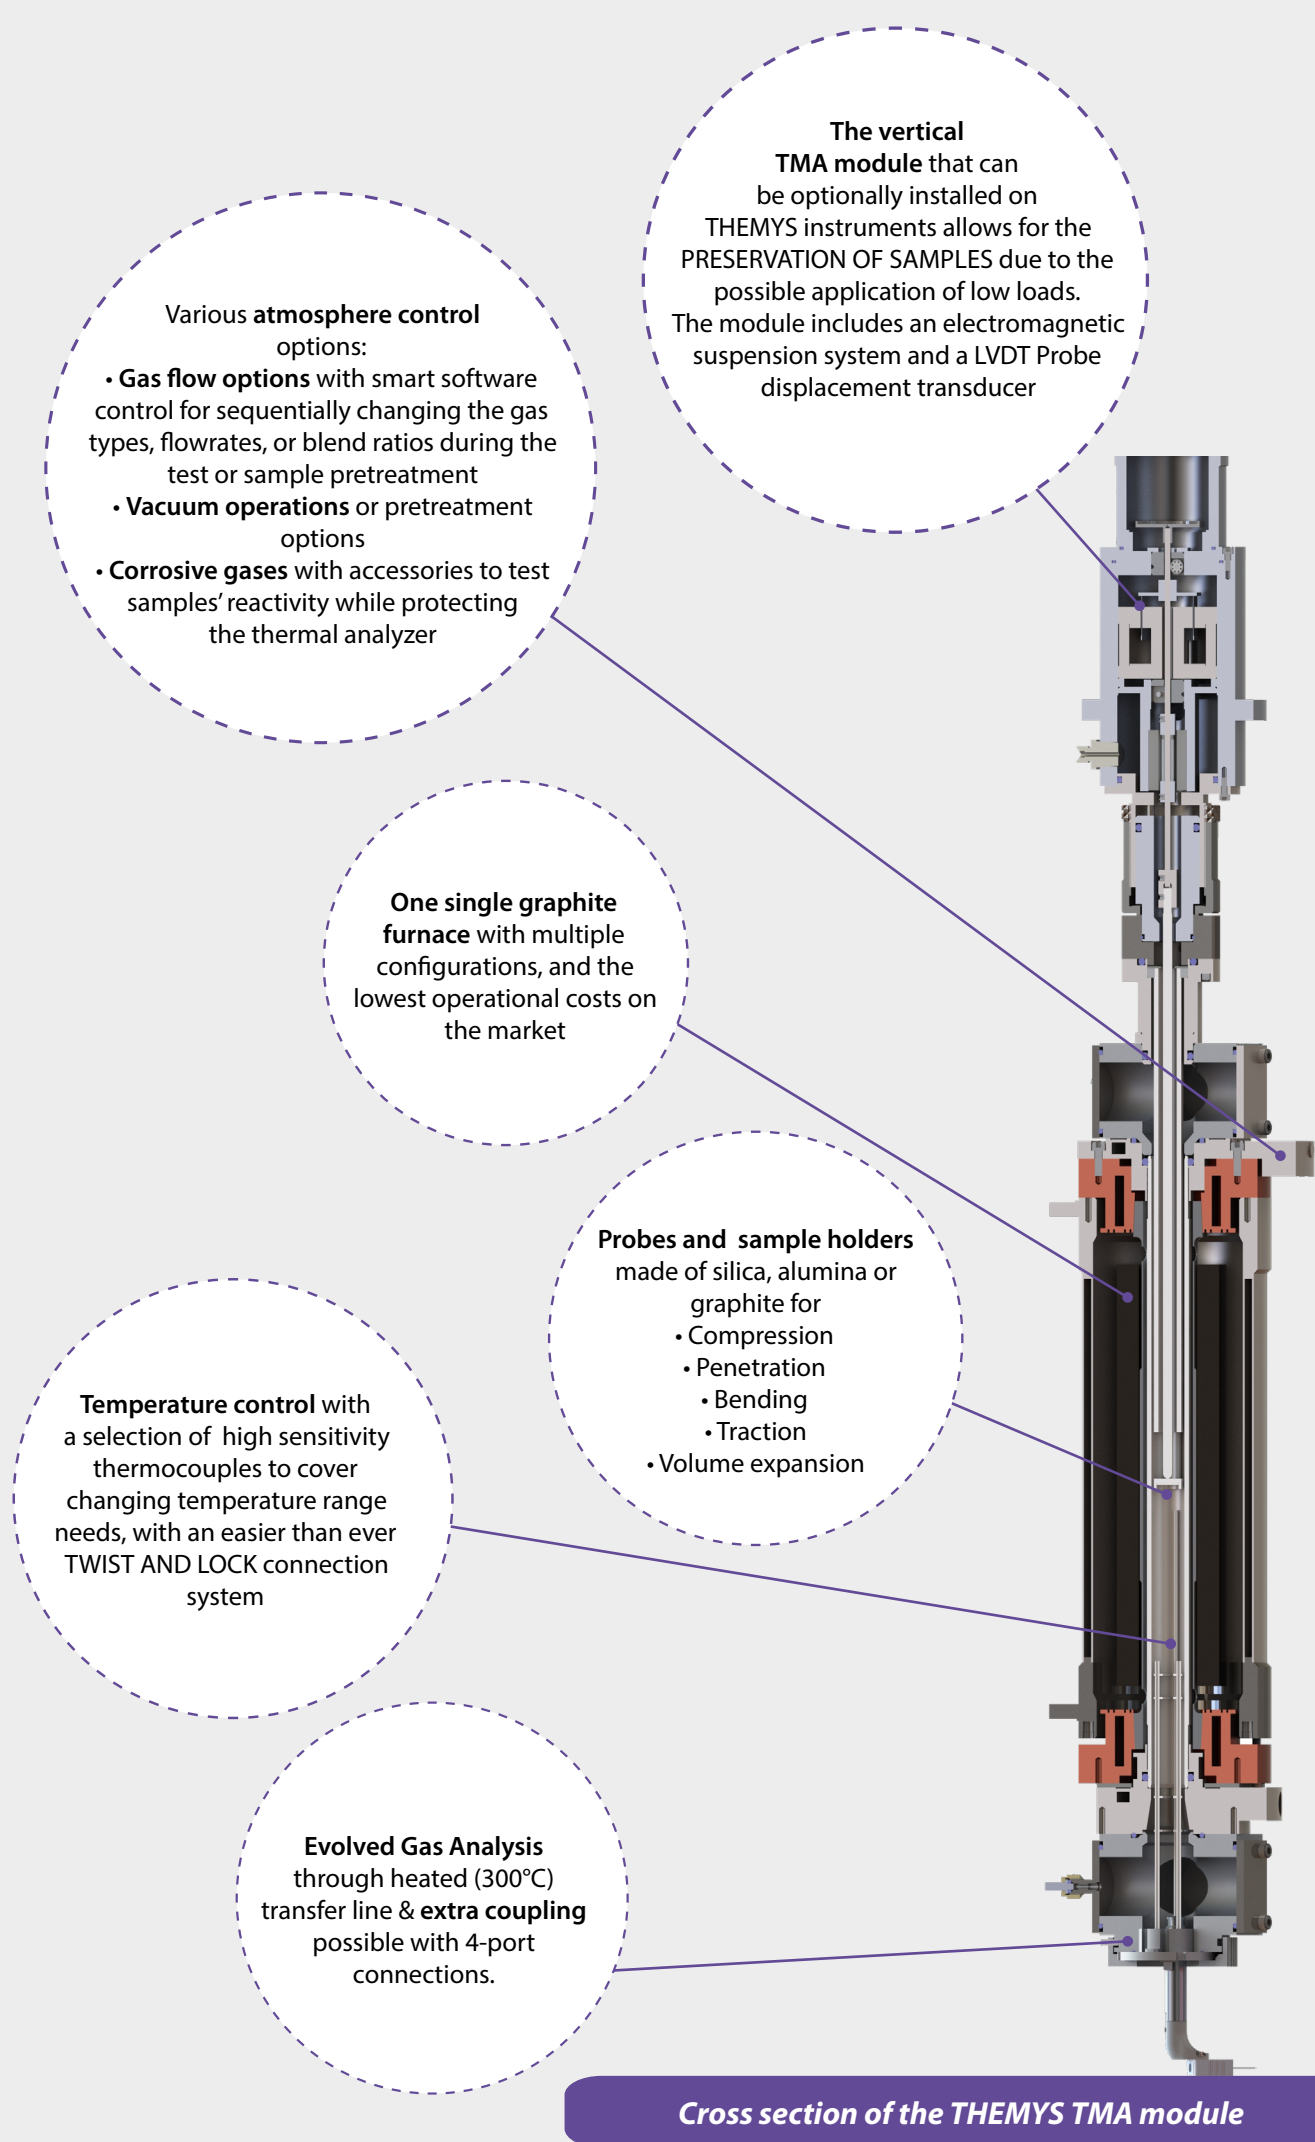 The vertical
TMA module that can
be optionally installed on
THEMYS instruments allows for the
PRESERVATION OF SAMPLES due to the
possible application of low loads.
The module includes an electromagnetic
suspension system and a LVDT Probe
displacement transducer
Various atmosphere control
options:
• Gas flow options with smart software
control for sequentially changing the gas
types, flowrates, or blend ratios during the
test or sample pretreatment
• Vacuum operations or pretreatment
options
• Corrosive gases with accessories to test
samples’ reactivity while protecting
the thermal analyzer
One single graphite
furnace with multiple
configurations, and the
lowest operational costs on
the market
Probes and sample holders
made of silica, alumina or
graphite for
• Compression
• Penetration
• Bending
• Traction
• Volume expansion
Temperature control with
a selection of high sensitivity
thermocouples to cover
changing temperature range
needs, with an easier than ever
TWIST AND LOCK connection
system
Evolved Gas Analysis
through heated (300°C)
transfer line & extra coupling
possible with 4-port
connections.
Cross section of the THEMYS TMA module